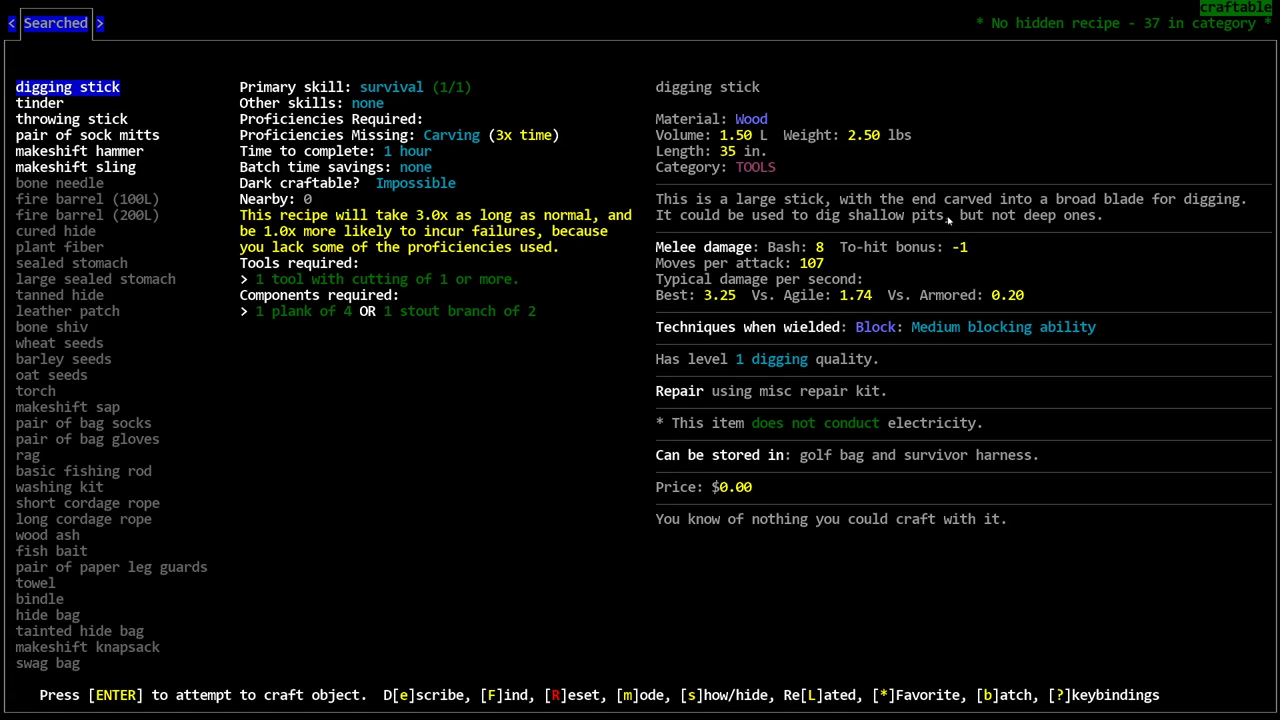 craftable
< Searched >
* No hidden recipe - 37 in category *
digging stick
tinder
throwing stick
pair of sock mitts
makeshift hammer
makeshift sling
bone needle
fire barrel (100L)
fire barrel (200L)
cured hide
plant fiber
sealed stomach
large sealed stomach
tanned hide
leather patch
bone shiv
wheat seeds
barley seeds
oat seeds
torch
makeshift sap
pair of bag socks
pair of bag gloves
rag
basic fishing rod
washing kit
short cordage rope
long cordage rope
wood ash
fish bait
pair of paper leg guards
towel
bindle
hide bag
tainted hide bag
makeshift knapsack
swag bag
Primary skill: survival (1/1)
Other skills: none
Proficiencies Required:
Proficiencies Missing: Carving (3x time)
Time to complete: 1 hour
Batch time savings: none
Dark craftable? Impossible
Nearby: 0
This recipe will take 3.0x as long as normal, and
be 1.0x more likely to incur failures, because
you lack some of the proficiencies used.
Tools required:
> 1 tool with cutting of 1 or more.
Components required:
> 1 plank of 4 OR 1 stout branch of 2
digging stick
Material: Wood
Volume: 1.50 L Weight: 2.50 lbs
Length: 35 in.
Category: TOOLS
This is a large stick, with the end carved into a broad blade for digging.
It could be used to dig shallow pits, but not deep ones.
Melee damage: Bash: 8 To-hit bonus: -1
Moves per attack: 107
Typical damage per second:
Best: 3.25 Vs. Agile: 1.74 Vs. Armored: 0.20
Techniques when wielded: Block: Medium blocking ability
Has level 1 digging quality.
Repair using misc repair kit.
* This item does not conduct electricity.
Can be stored in: golf bag and survivor harness.
Price: $0.00
You know of nothing you could craft with it.
Press [ENTER] to attempt to craft object. D[e]scribe, [F]ind, [R]eset, [m]ode, [s]how/hide, Re[L]ated, [*]Favorite, [b]atch, [?]keybindings